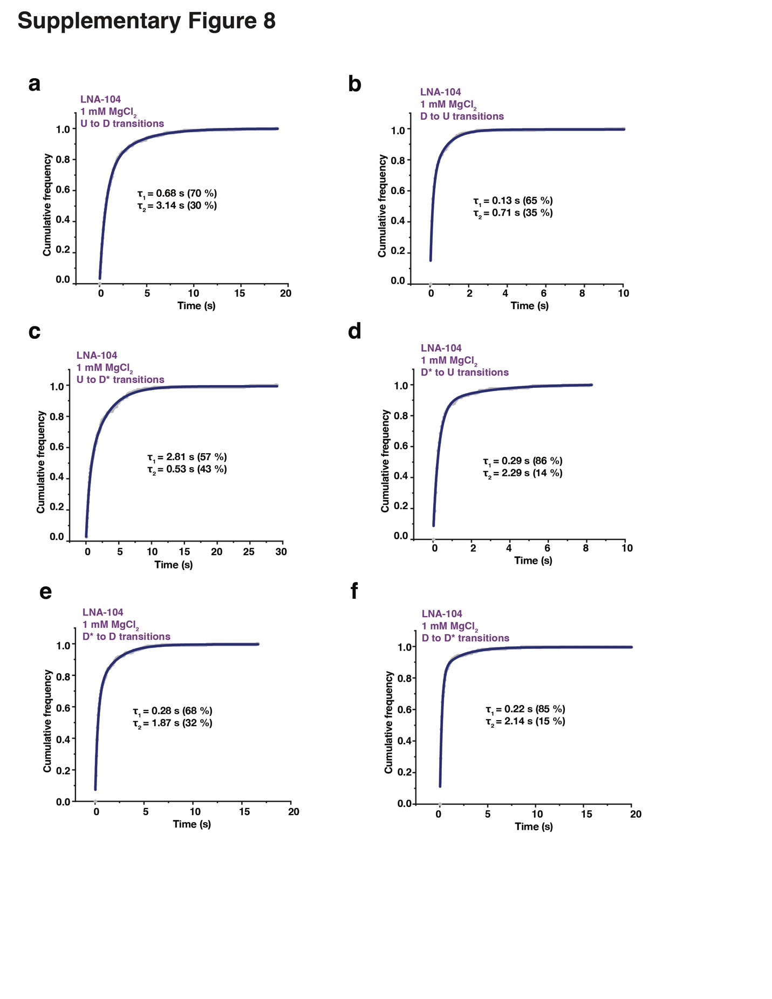 Supplementary Figure 8
a
LNA-104
1 mM MgCl2
U to D transitions
1.0
0.8
0.6
0.4
0.2
0.0
Cumulative frequency
τ1 = 0.68 s (70 %)
τ2 = 3.14 s (30 %)
0 5 10 15 20
Time (s)
b
LNA-104
1 mM MgCl2
D to U transitions
1.0
0.8
0.6
0.4
0.2
0.0
Cumulative frequency
τ1 = 0.13 s (65 %)
τ2 = 0.71 s (35 %)
0 2 4 6 8 10
Time (s)
c
LNA-104
1 mM MgCl2
U to D* transitions
1.0
0.8
0.6
0.4
0.2
0.0
Cumulative frequency
τ1 = 2.81 s (57 %)
τ2 = 0.53 s (43 %)
0 5 10 15 20 25 30
Time (s)
d
LNA-104
1 mM MgCl2
D* to U transitions
1.0
0.8
0.6
0.4
0.2
0.0
Cumulative frequency
τ1 = 0.29 s (86 %)
τ2 = 2.29 s (14 %)
0 2 4 6 8 10
Time (s)
e
LNA-104
1 mM MgCl2
D* to D transitions
1.0
0.8
0.6
0.4
0.2
0.0
Cumulative frequency
τ1 = 0.28 s (68 %)
τ2 = 1.87 s (32 %)
0 5 10 15 20
Time (s)
f
LNA-104
1 mM MgCl2
D to D* transitions
1.0
0.8
0.6
0.4
0.2
0.0
Cumulative frequency
τ1 = 0.22 s (85 %)
τ2 = 2.14 s (15 %)
0 5 10 15 20
Time (s)